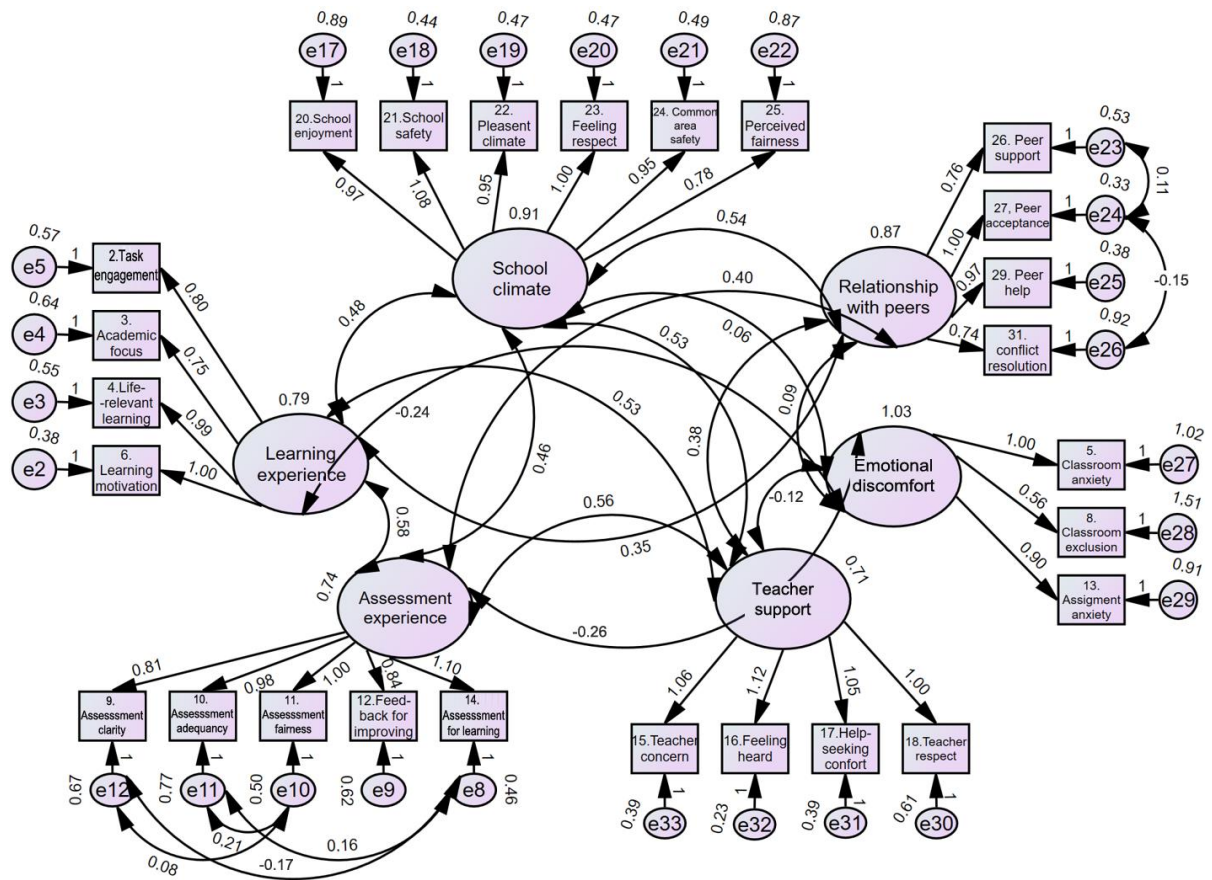 0.89
0.44
0.47
0.47
0.49
0.87
e17
e18
e19
e20
e21
e22
1
1
1
1
1
1
20.School
enjoyment
21.School
safety
22.
Pleasent
climate
23.
Feeling
respect
24. Common
area
safety
25.
Perceived
fairness
0.97
1.08
0.95
1.00
0.95
0.78
0.91
School
climate
26. Peer
support
1
0.53
e23
27, Peer
acceptance
1
0.33
e24
29. Peer
help
1
0.38
e25
31.
conflict
resolution
1
0.92
e26
0.11
-0.15
0.76
1.00
0.97
0.74
0.87
Relationship
with peers
0.57
e5
1
2.Task
engagement
0.64
e4
1
3.
Academic
focus
0.55
e3
1
4.Life-
-relevant
learning
0.38
e2
1
6.
Learning
motivation
0.80
0.75
0.99
1.00
0.79
Learning
experience
0.48
0.54
0.40
0.06
0.53
0.53
-0.24
0.46
0.38
0.09
0.58
0.56
0.35
-0.12
-0.26
1.03
Emotional
discomfort
1.00
0.56
0.90
5.
Classroom
anxiety
1
1.02
e27
8.
Classroom
exclusion
1
1.51
e28
13.
Assigment
anxiety
1
0.91
e29
0.74
Assessment
experience
0.71
Teacher
support
0.81
0.98
1.00
0.84
1.10
9.
Assesssment
clarity
10.
Assesssment
adequancy
11.
Assesssment
fairness
12.Feed-
back for
improving
14.
Assesssment
for learning
1
1
1
1
1
0.67
e12
0.77
e11
0.50
e10
0.62
e9
0.46
e8
0.21
0.16
0.08
-0.17
1.06
1.12
1.05
1.00
15.Teacher
concern
16.Feeling
heard
17.Help-
seeking
confort
18.Teacher
respect
1
1
1
1
0.39
e33
0.23
e32
0.39
e31
0.61
e30